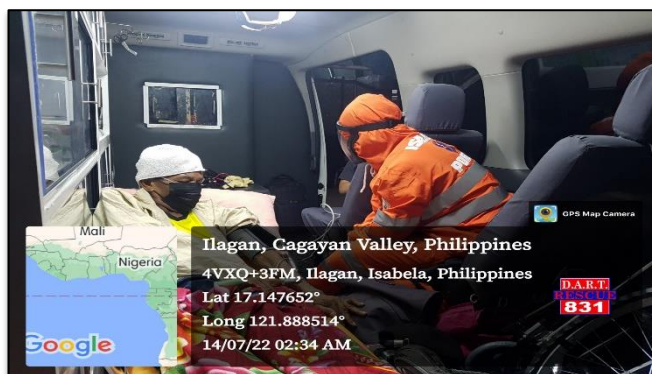 GPS Map Camera
Mali
Nigeria
Google
Ilagan, Cagayan Valley, Philippines
4VXQ+3FM, Ilagan, Isabela, Philippines
Lat 17.147652°
Long 121.888514°
14/07/22 02:34 AM
D.A.R.T.
RESCUE
831